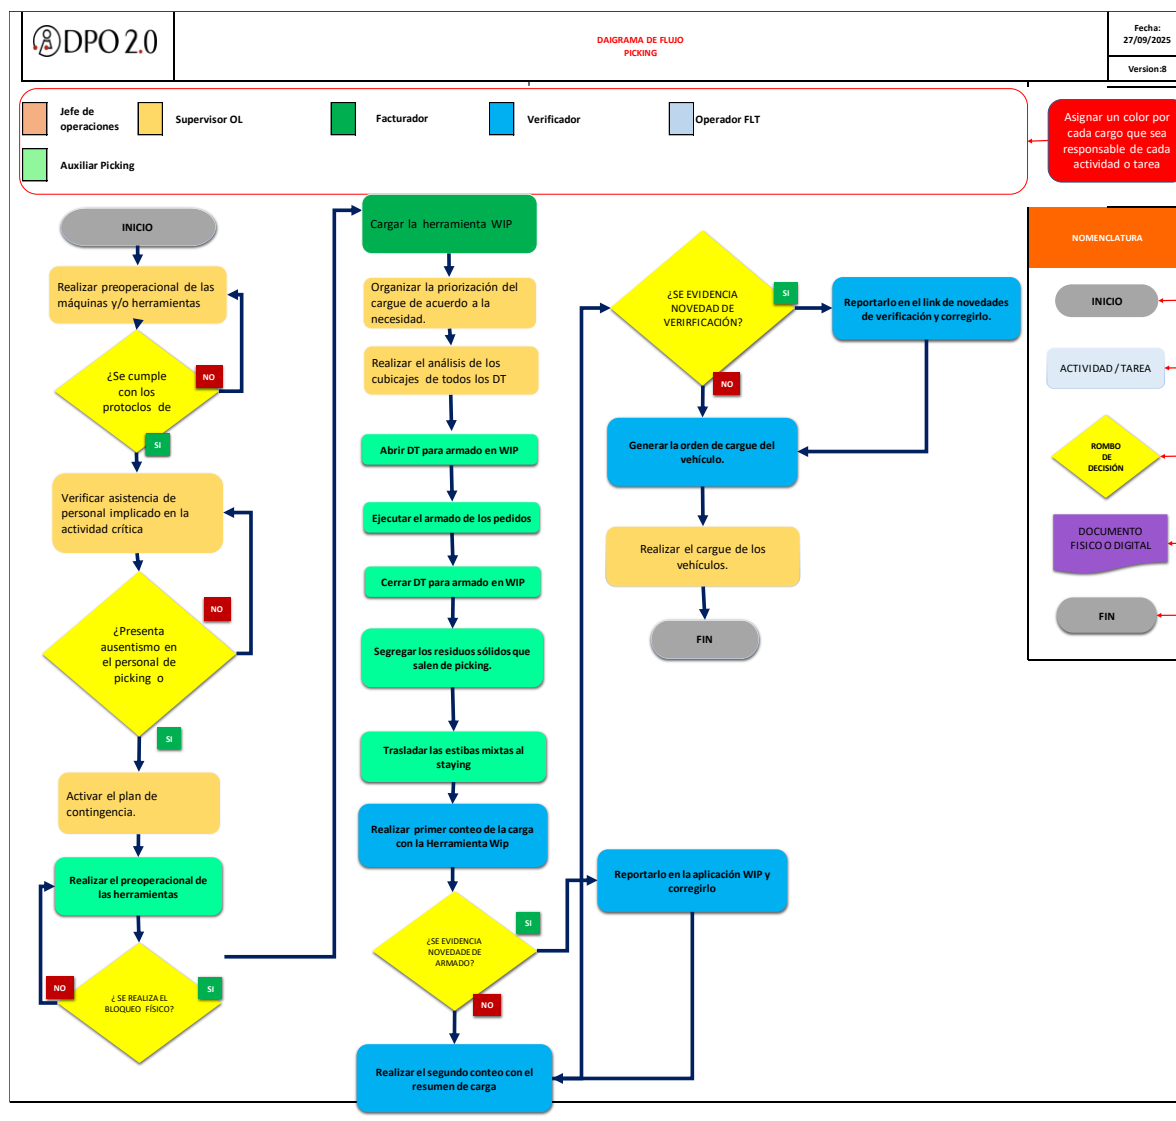 DPO 2.0
DAIGRAMA DE FLUJO
PICKING
Fecha:
27/09/2025
Version:8
Jefe de
operaciones
Supervisor OL
Facturador
Verificador
Operador FLT
Auxiliar Picking
Asignar un color por
cada cargo que sea
responsable de cada
actividad o tarea
INICIO
Realizar preoperacional de las
máquinas y/o herramientas
¿Se cumple
con los
protoclos de
NO
SI
Verificar asistencia de
personal implicado en la
actividad crítica
¿Presenta
ausentismo en
el personal de
picking o
NO
SI
Activar el plan de
contingencia.
Realizar el preoperacional de
las herramientas
¿ SE REALIZA EL
BLOQUEO FÍSICO?
NO
SI
Cargar la herramienta WIP
Organizar la priorización del
cargue de acuerdo a la
necesidad.
Realizar el análisis de los
cubicajes de todos los DT
Abrir DT para armado en WIP
Ejecutar el armado de los pedidos
Cerrar DT para armado en WIP
Segregar los residuos sólidos que
salen de picking.
Trasladar las estibas mixtas al
staying
Realizar primer conteo de la carga
con la Herramienta Wip
¿SE EVIDENCIA
NOVEDADE DE
ARMADO?
SI
NO
Reportarlo en la aplicación WIP y
corregirlo
Realizar el segundo conteo con el
resumen de carga
¿SE EVIDENCIA
NOVEDAD DE
VERIRFICACIÓN?
SI
NO
Reportarlo en el link de novedades
de verificación y corregirlo.
Generar la orden de cargue del
vehículo.
Realizar el cargue de los
vehículos.
FIN
NOMENCLATURA
INICIO
ACTIVIDAD / TAREA
ROMBO
DE
DECISIÓN
DOCUMENTO
FISICO O DIGITAL
FIN